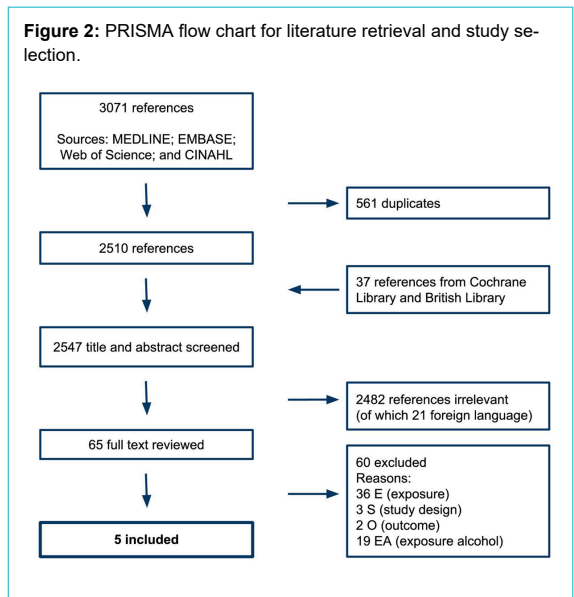 Figure 2: PRISMA flow chart for literature retrieval and study se-
lection.
3071 references
Sources: MEDLINE; EMBASE;
Web of Science; and CINAHL
561 duplicates
2510 references
37 references from Cochrane
Library and British Library
2547 title and abstract screened
2482 references irrelevant
(of which 21 foreign language)
65 full text reviewed
60 excluded
Reasons:
36 E (exposure)
3 S (study design)
2 O (outcome)
19 EA (exposure alcohol)
5 included